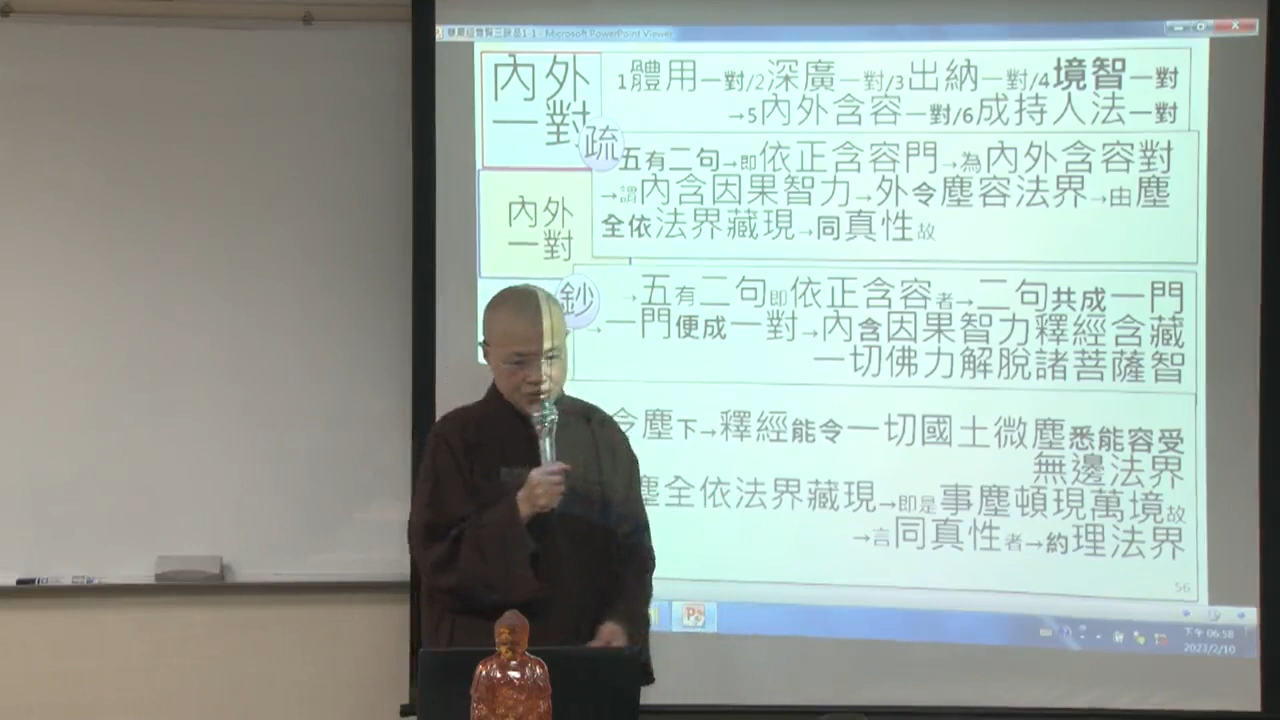 華嚴經普賢三昧品1-1 - Microsoft PowerPoint Viewer
內外
一對
1體用一對/2深廣一對/3出納一對/4境智一對
→5內外含容一對/6成持人法一對
疏
五有二句→即依正含容門→為內外含容對
→謂內含因果智力→外令塵容法界→由塵
全依法界藏現→同真性故
內外
一對
鈔
→五有二句即依正含容者→二句共成一門
→一門便成一對→內含因果智力釋經含藏
一切佛力解脫諸菩薩智
令塵下→釋經能令一切國土微塵悉能容受
無邊法界
塵全依法界藏現→即是事塵頓現萬境故
→言同真性者→約理法界
56
下午 06:58
2023/2/10